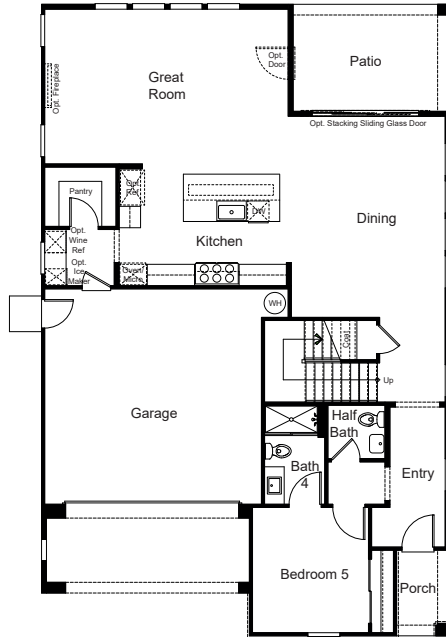 Great
Room
Opt.
Door
Patio
Opt. Fireplace
Opt. Stacking Sliding Glass Door
Pantry
Opt.
Ref
DW
Dining
Opt.
Wine
Ref
Kitchen
Opt.
Ice
Maker
Oven/
Micro
WH
Coat
Up
Garage
Half
Bath
Bath
4
Entry
Bedroom 5
Porch